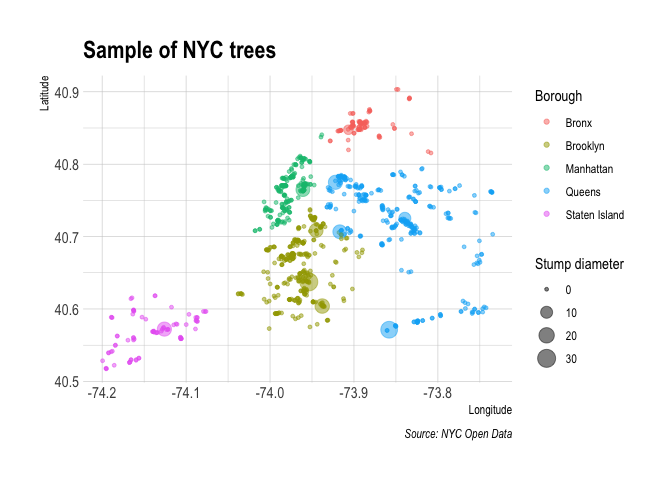 Sample of NYC trees
Latitude
40.9
40.8
40.7
40.6
40.5
-74.2
-74.1
-74.0
-73.9
-73.8
Longitude
Source: NYC Open Data
Borough
Bronx
Brooklyn
Manhattan
Queens
Staten Island
Stump diameter
0
10
20
30